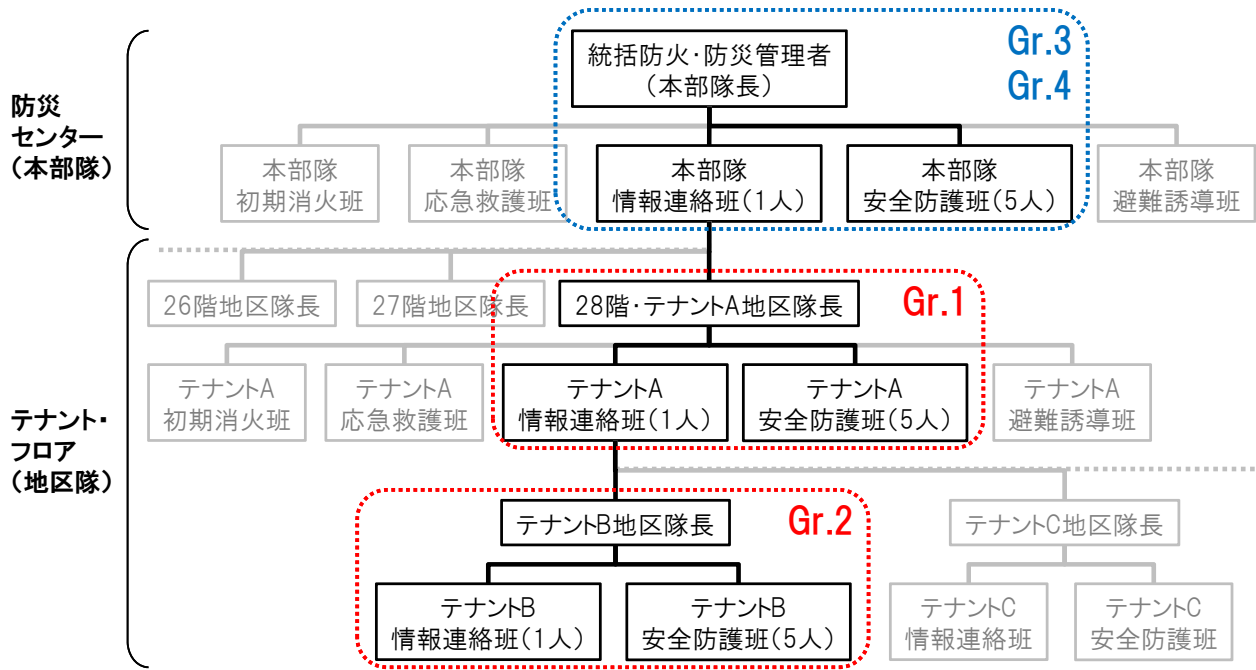 統括防火･防災管理者
(本部隊長)
Gr.3
Gr.4
防災
センター
(本部隊)
本部隊
初期消火班
本部隊
応急救護班
本部隊
情報連絡班(1人)
本部隊
安全防護班(5人)
本部隊
避難誘導班
26階地区隊長
27階地区隊長
28階･テナントA地区隊長
Gr.1
テナントA
初期消火班
テナントA
応急救護班
テナントA
情報連絡班(1人)
テナントA
安全防護班(5人)
テナントA
避難誘導班
テナント･
フロア
(地区隊)
テナントB地区隊長
Gr.2
テナントC地区隊長
テナントB
情報連絡班(1人)
テナントB
安全防護班(5人)
テナントC
情報連絡班
テナントC
安全防護班